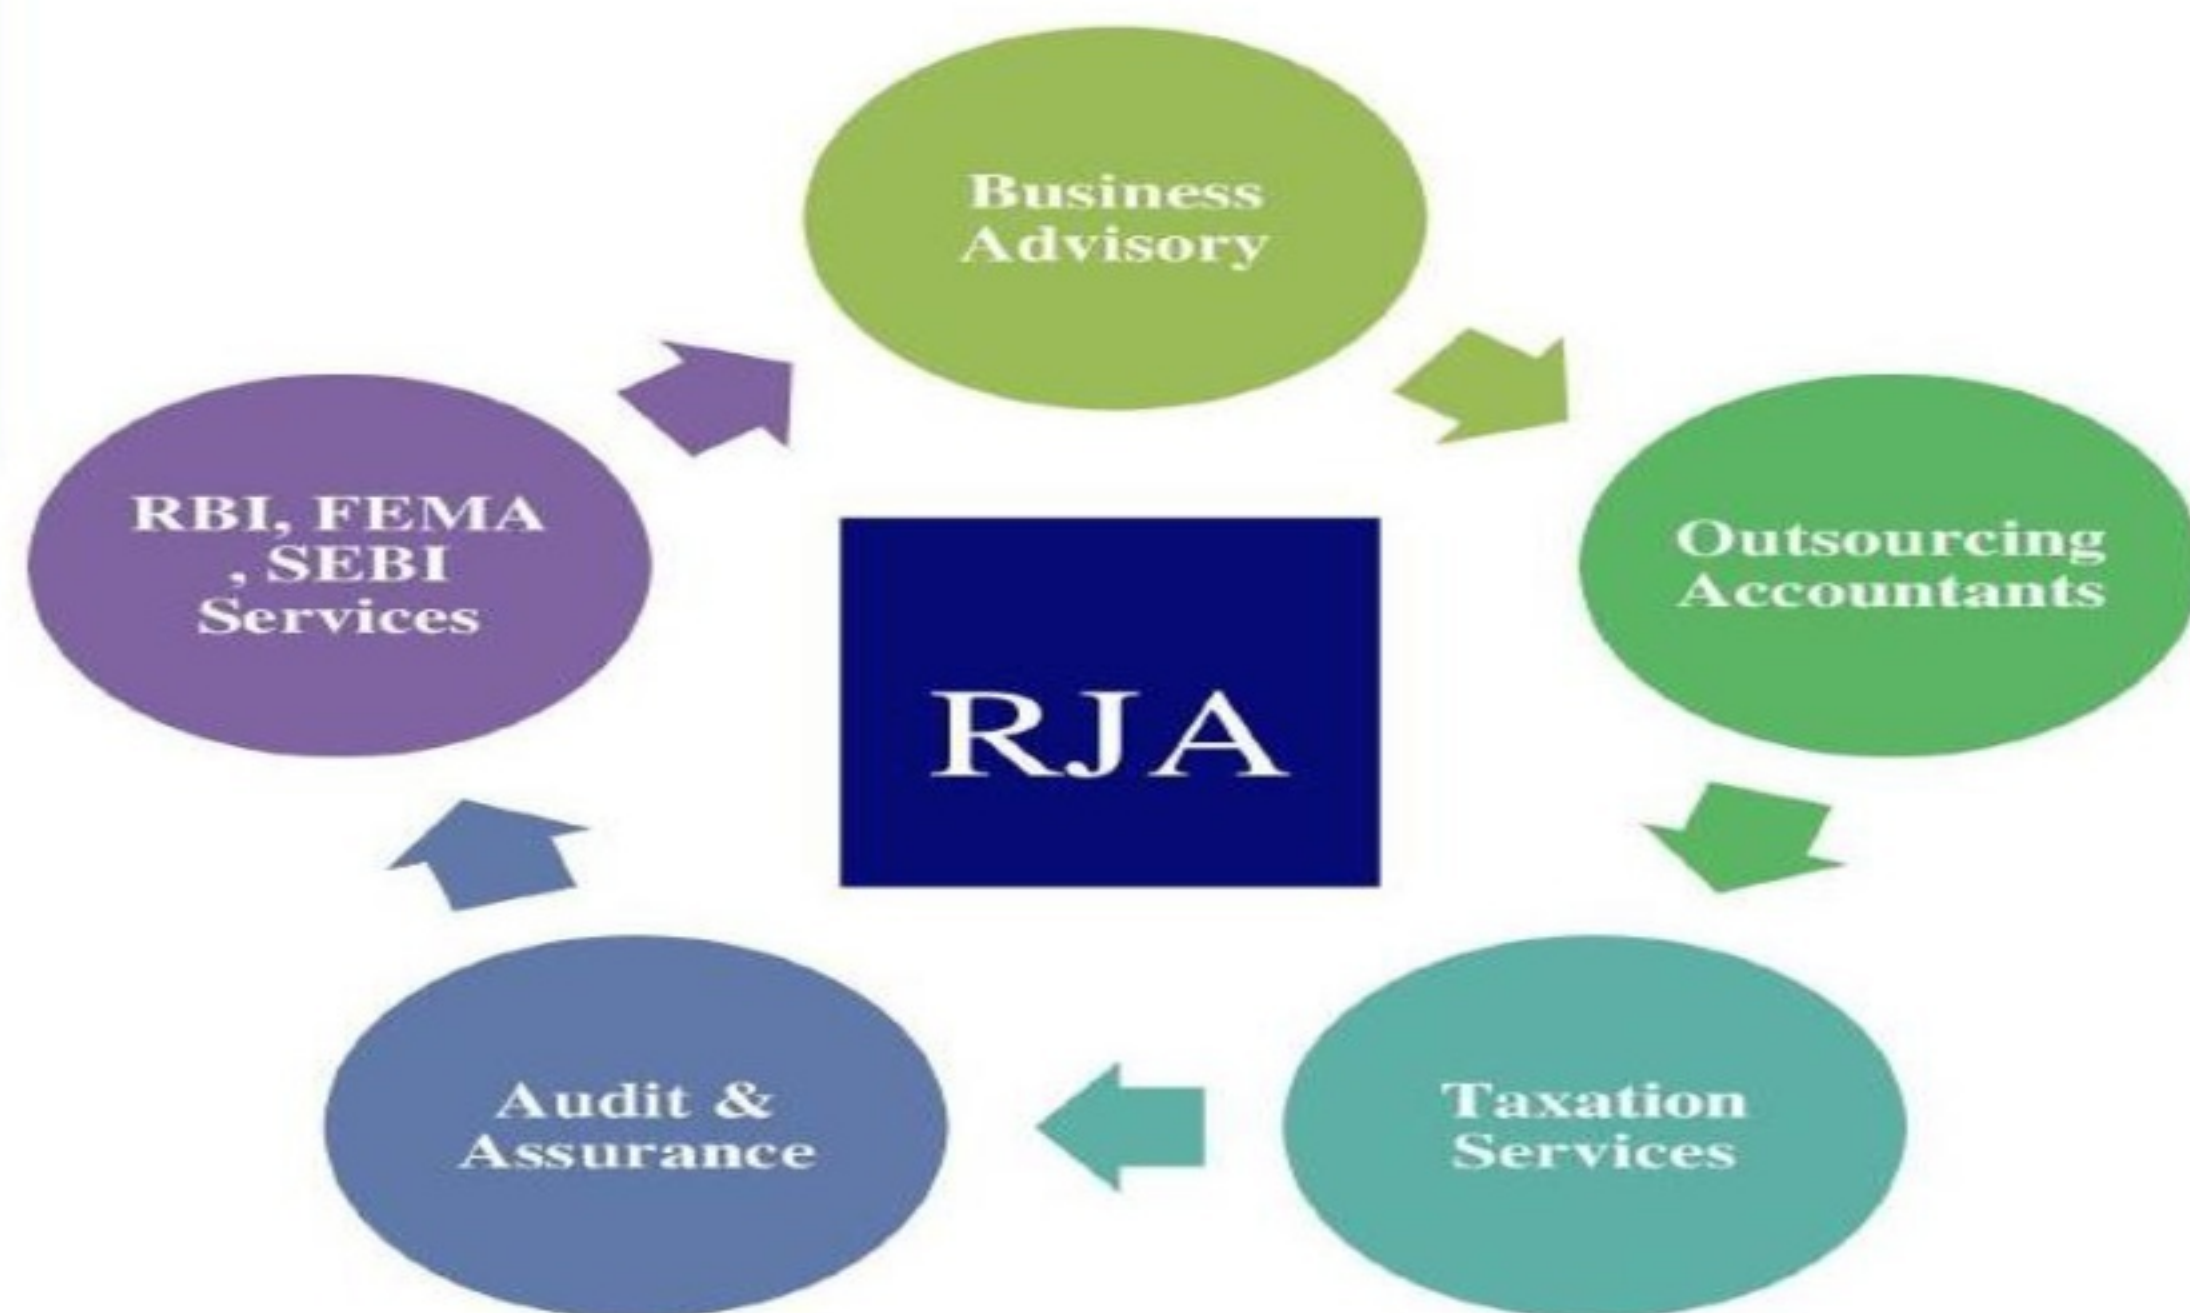 Business
Advisory
Outsourcing
Accountants
Taxation
Services
Audit &
Assurance
RBI, FEMA
, SEBI
Services
RJA